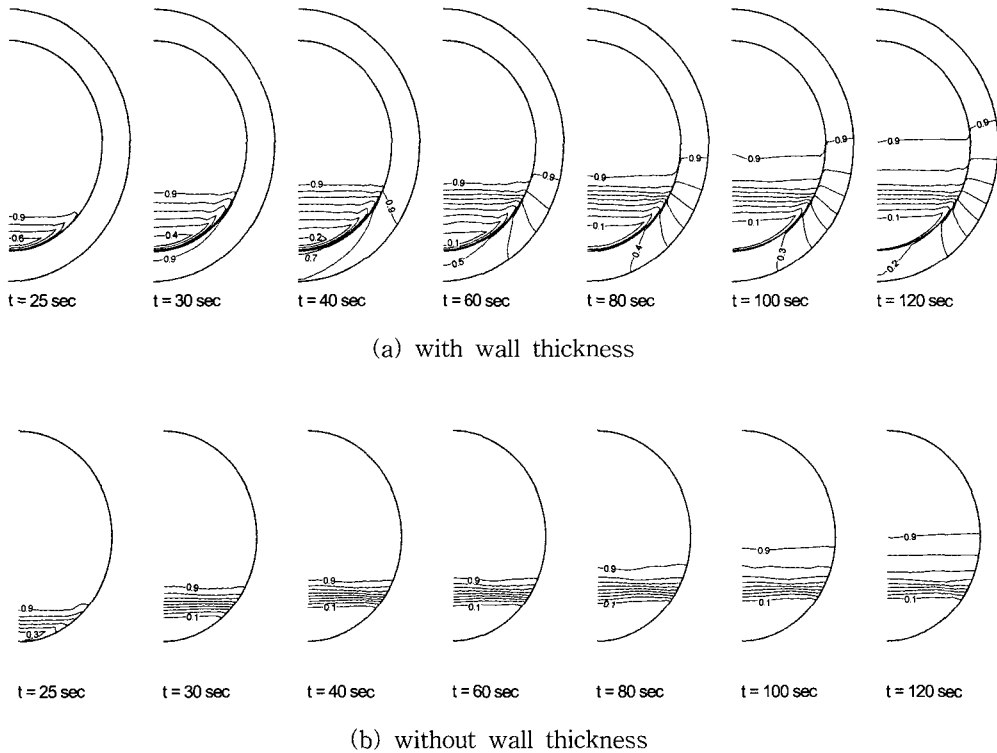 0.9
0.6
t = 25 sec
0.9
0.4
0.9
t = 30 sec
0.9
0.9
0.2
0.7
t = 40 sec
0.9
0.9
0.1
0.5
t = 60 sec
0.9
0.9
0.1
0.4
t = 80 sec
0.9
0.9
0.1
0.3
t = 100 sec
0.9
0.9
0.1
0.2
t = 120 sec
(a) with wall thickness
0.9
0.3
t = 25 sec
0.9
0.1
t = 30 sec
0.9
0.1
t = 40 sec
0.9
0.1
t = 60 sec
0.9
0.1
t = 80 sec
0.9
0.1
t = 100 sec
0.9
0.1
t = 120 sec
(b) without wall thickness